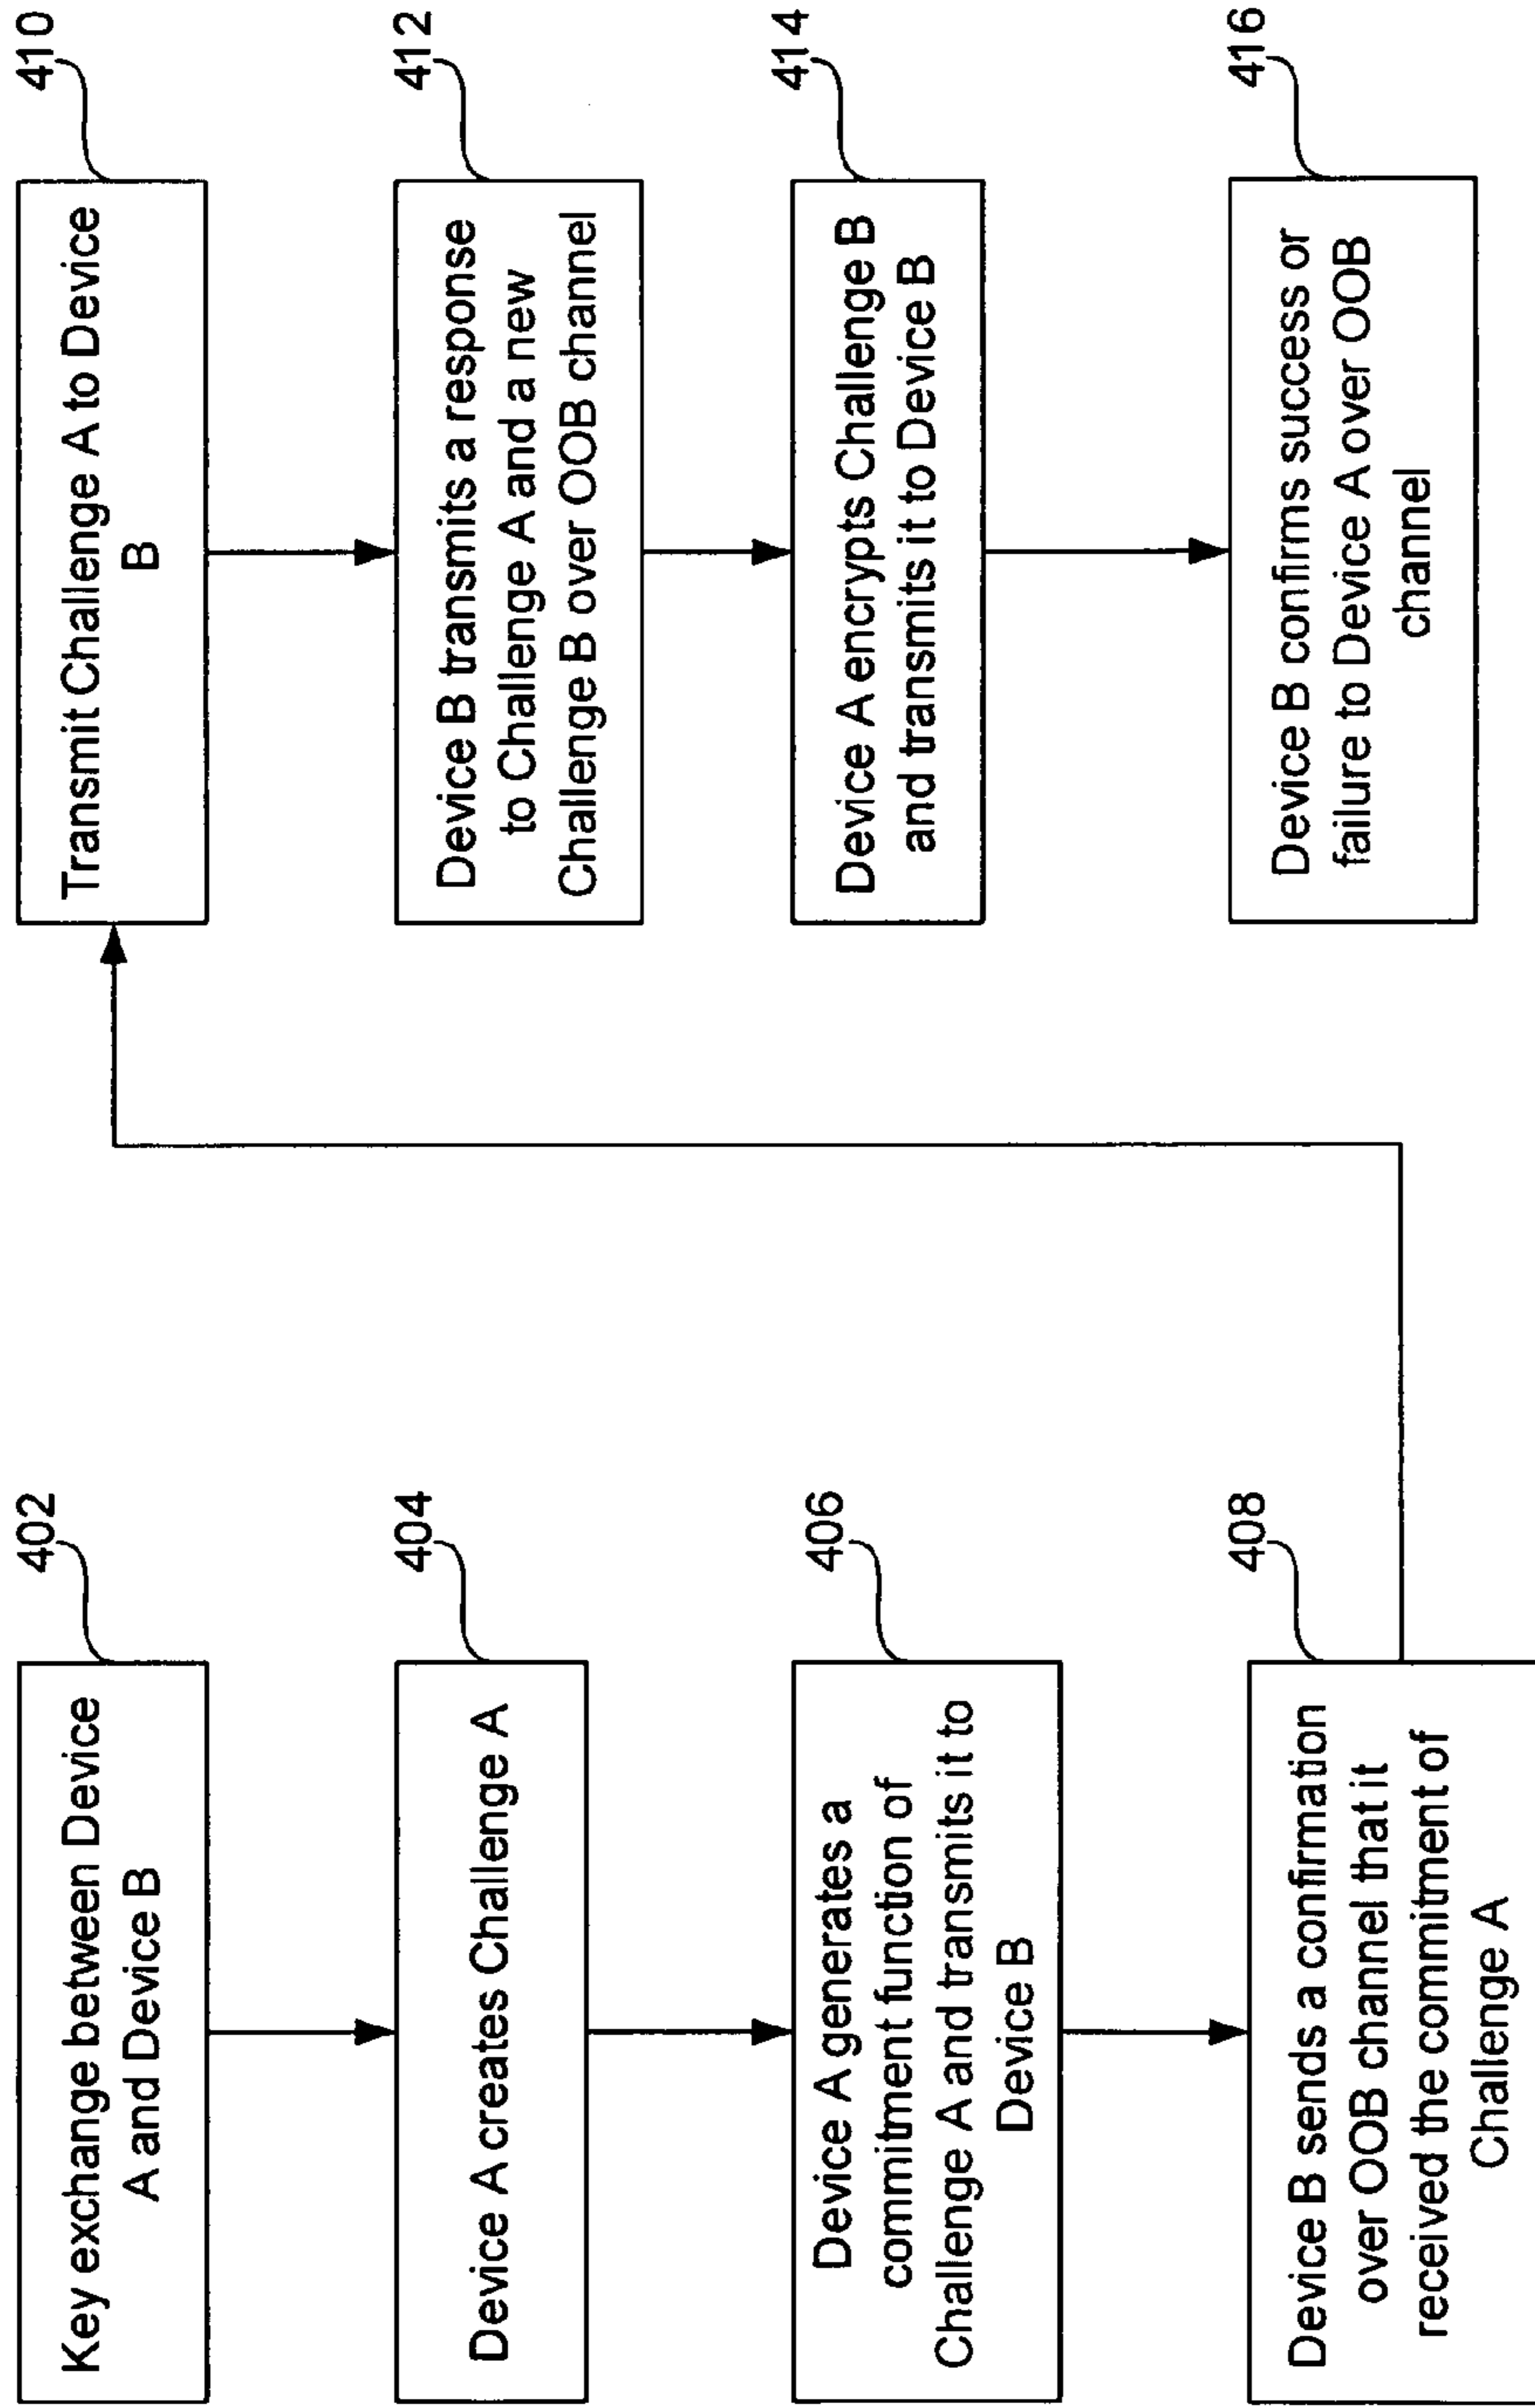 402
Key exchange between Device
A and Device B
404
Device A creates Challenge A
406
Device A generates a
commitment function of
Challenge A and transmits it to
Device B
408
Device B sends a confirmation
over OOB channel that it
received the commitment of
Challenge A
410
Transmit Challenge A to Device
B
412
Device B transmits a response
to Challenge A and a new
Challenge B over OOB channel
414
Device A encrypts Challenge B
and transmits it to Device B
416
Device B confirms success or
failure to Device A over OOB
channel